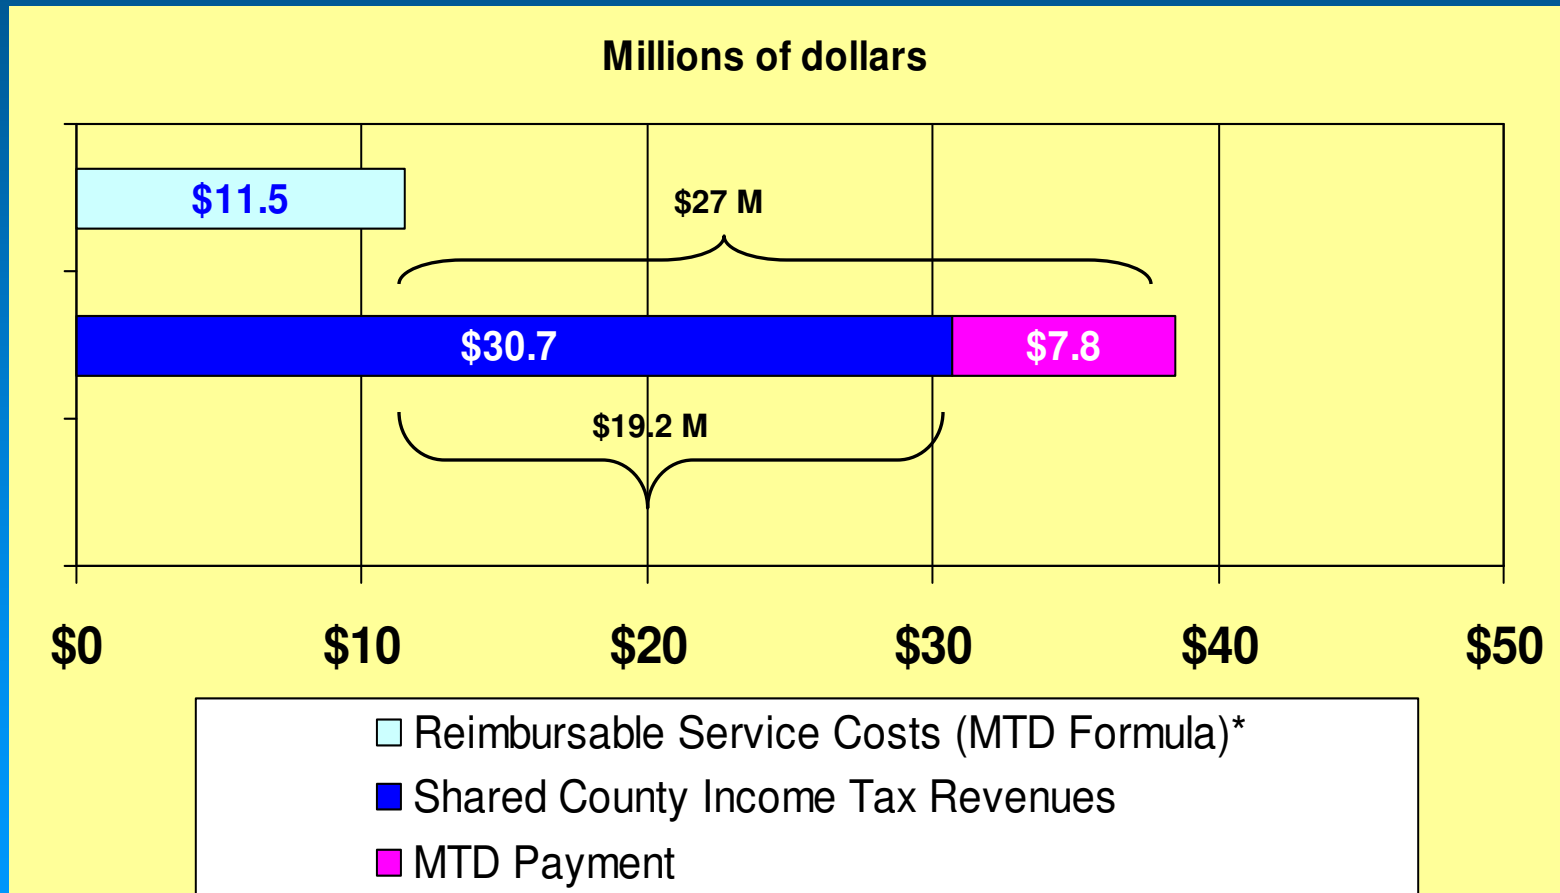 Millions of dollars
$11.5
$27 M
$30.7 $7.8
$19.2 M
$0 $10 $20 $30 $40 $50
Reimbursable Service Costs (MTD Formula)*
Shared County Income Tax Revenues
MTD Payment